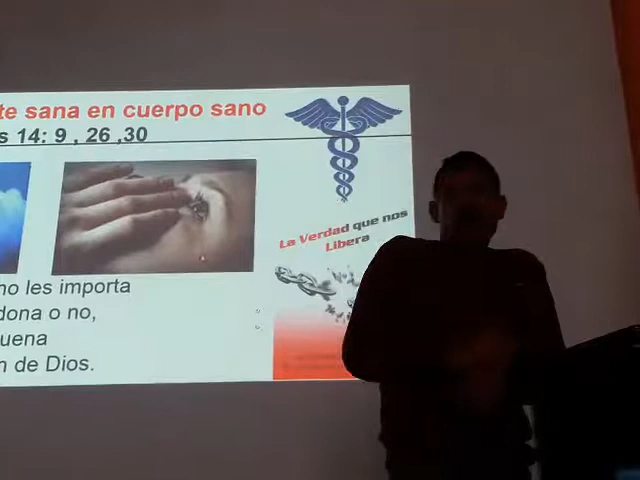 te sana en cuerpo sano
s 14: 9 , 26 ,30
La Verdad que nos
Libera
no les importa
dona o no,
uena
n de Dios.